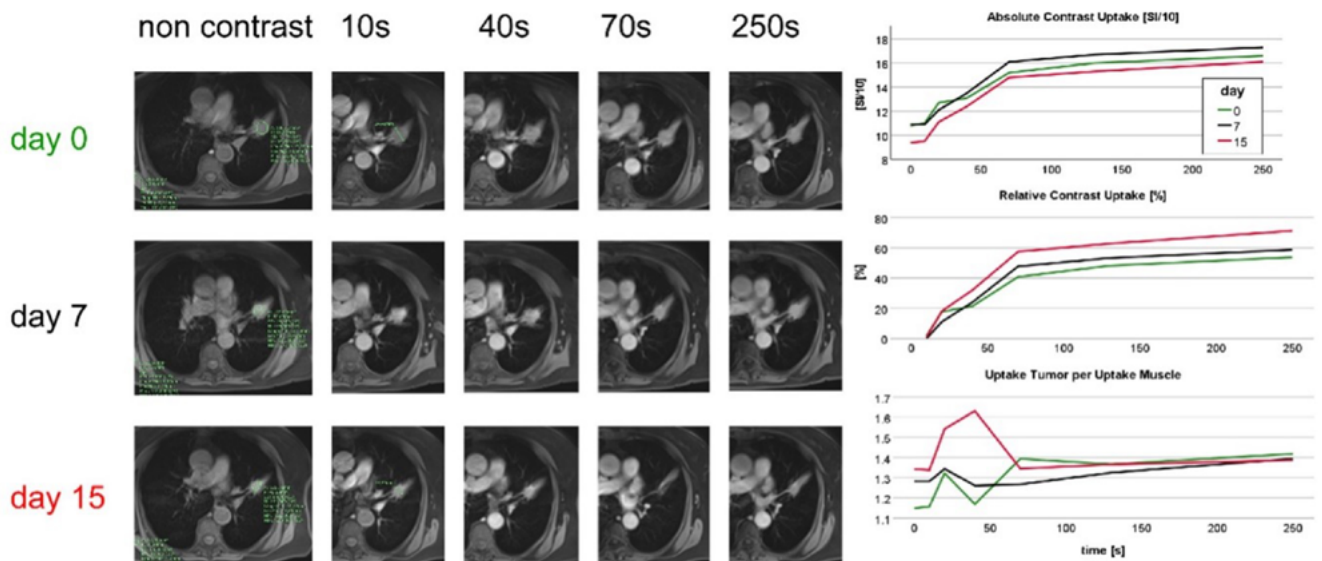 non contrast 10s 40s 70s 250s
day 0
day 7
day 15
Absolute Contrast Uptake [SI/10]
[SI/10]
18
16
14
12
10
8
0 50 100 150 200 250
day
0
7
15
Relative Contrast Uptake [%]
[%]
80
60
40
20
0
0 50 100 150 200 250
Uptake Tumor per Uptake Muscle
1.7
1.6
1.5
1.4
1.3
1.2
1.1
0 50 100 150 200 250
time [s]